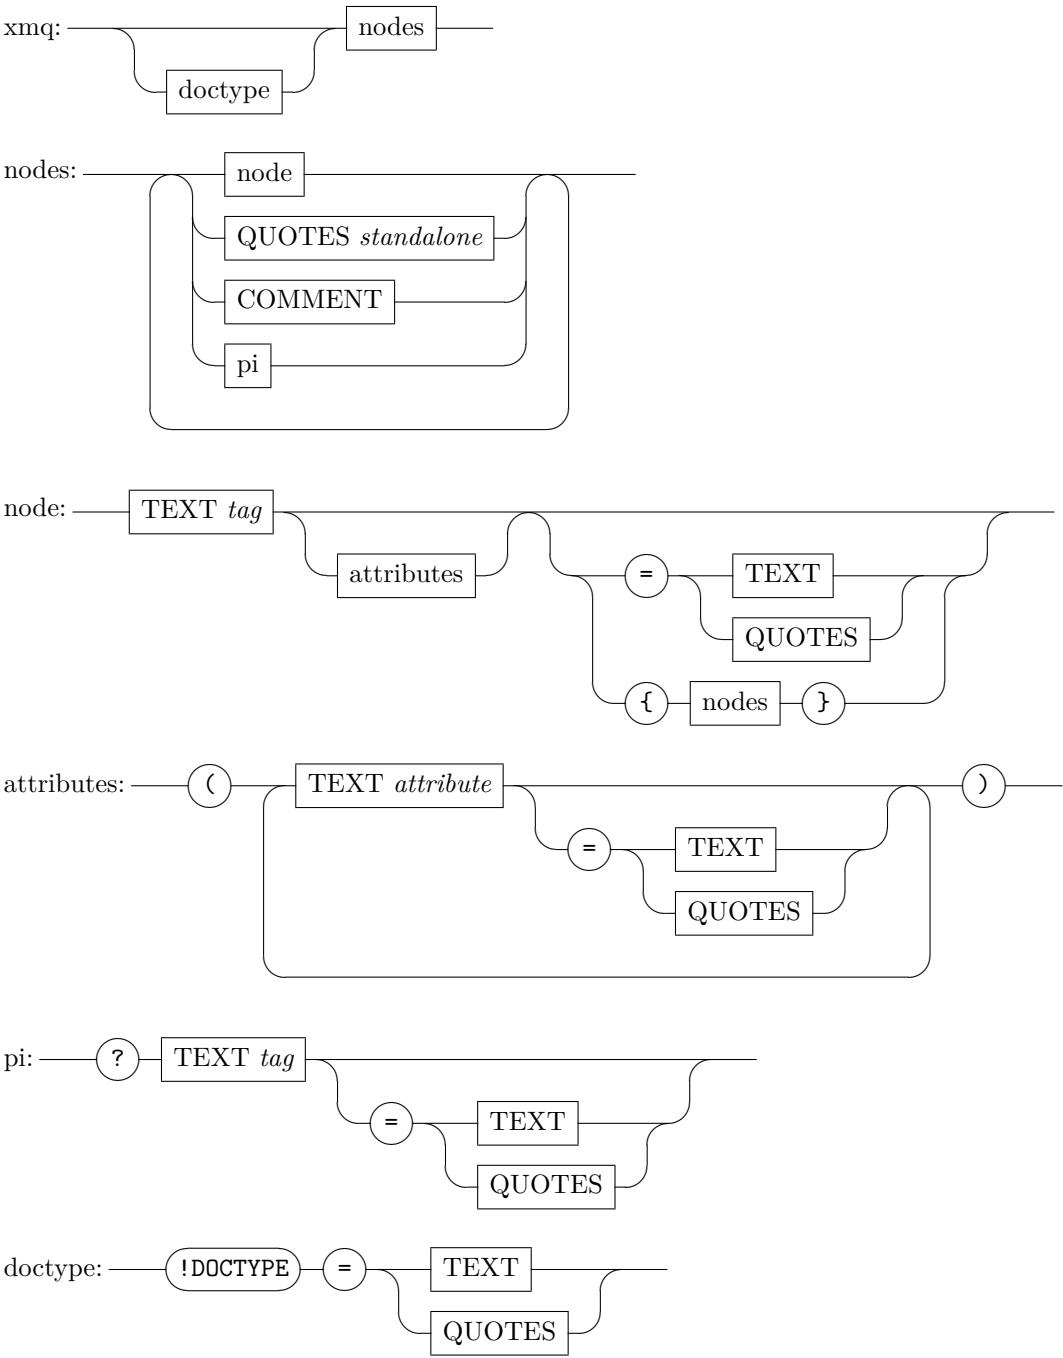 xmq: nodes
doctype
nodes: node
QUOTES standalone
COMMENT
pi
node: TEXT tag
attributes = TEXT
QUOTES
{ nodes }
attributes: ( TEXT attribute )
= TEXT
QUOTES
pi: ? TEXT tag
= TEXT
QUOTES
doctype: !DOCTYPE = TEXT
QUOTES